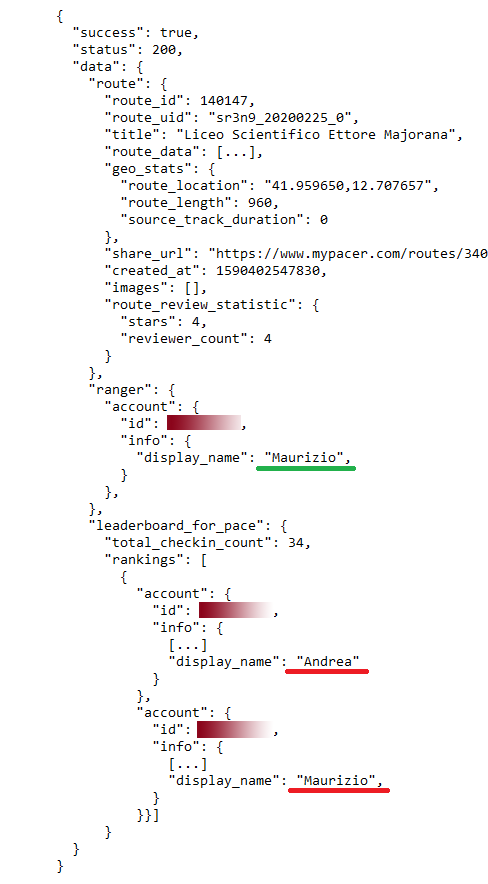 {
"success": true,
"status": 200,
"data": {
"route": {
"route_id": 140147,
"route_uid": "sr3n9_20200225_0",
"title": "Liceo Scientifico Ettore Majorana",
"route_data": [...],
"geo_stats": {
"route_location": "41.959650,12.707657",
"route_length": 960,
"source_track_duration": 0
},
"share_url": "https://www.mypacer.com/routes/340
"created_at": 1590402547830,
"images": [],
"route_review_statistic": {
"stars": 4,
"reviewer_count": 4
}
},
"ranger": {
"account": {
"id": ,
"info": {
"display_name": "Maurizio",
}
},
},
"leaderboard_for_pace": {
"total_checkin_count": 34,
"rankings": [
{
"account": {
"id": ,
"info": {
[...]
"display_name": "Andrea"
}
},
"account": {
"id": ,
"info": {
[...]
"display_name": "Maurizio",
}
}}]
}
}
}